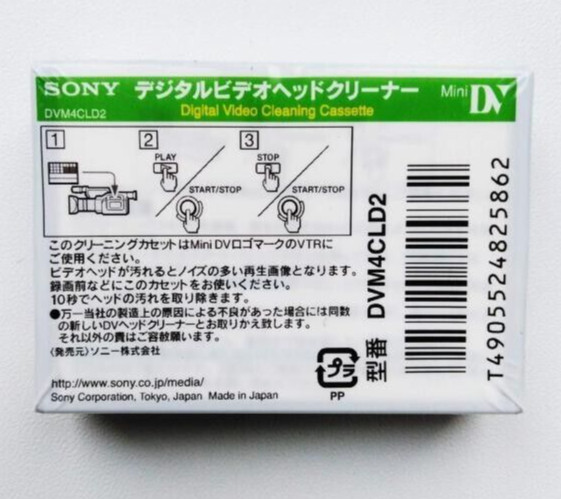 SONY デジタルビデオヘッドクリーナー Mini DV
DVM4CLD2 Digital Video Cleaning Cassette
1 2 3
PLAY STOP
START/STOP START/STOP
このクリーニングカセットはMini DVロゴマークのVTRに
ご使用ください。
ビデオヘッドが汚れるとノイズの多い再生画像となります。
録画前などにこのカセットをお使いください。
10秒でヘッドの汚れを取り除きます。
●万一当社の製造上の原因による不良があった場合には同数
の新しいDVヘッドクリーナーとお取りかえ致します。
それ以外の責はご容赦願います。
〈発売元〉ソニー株式会社
http://www.sony.co.jp/media/
Sony Corporation, Tokyo, Japan Made in Japan
プラ
PP
型番 DVM4CLD2
T4905524825862